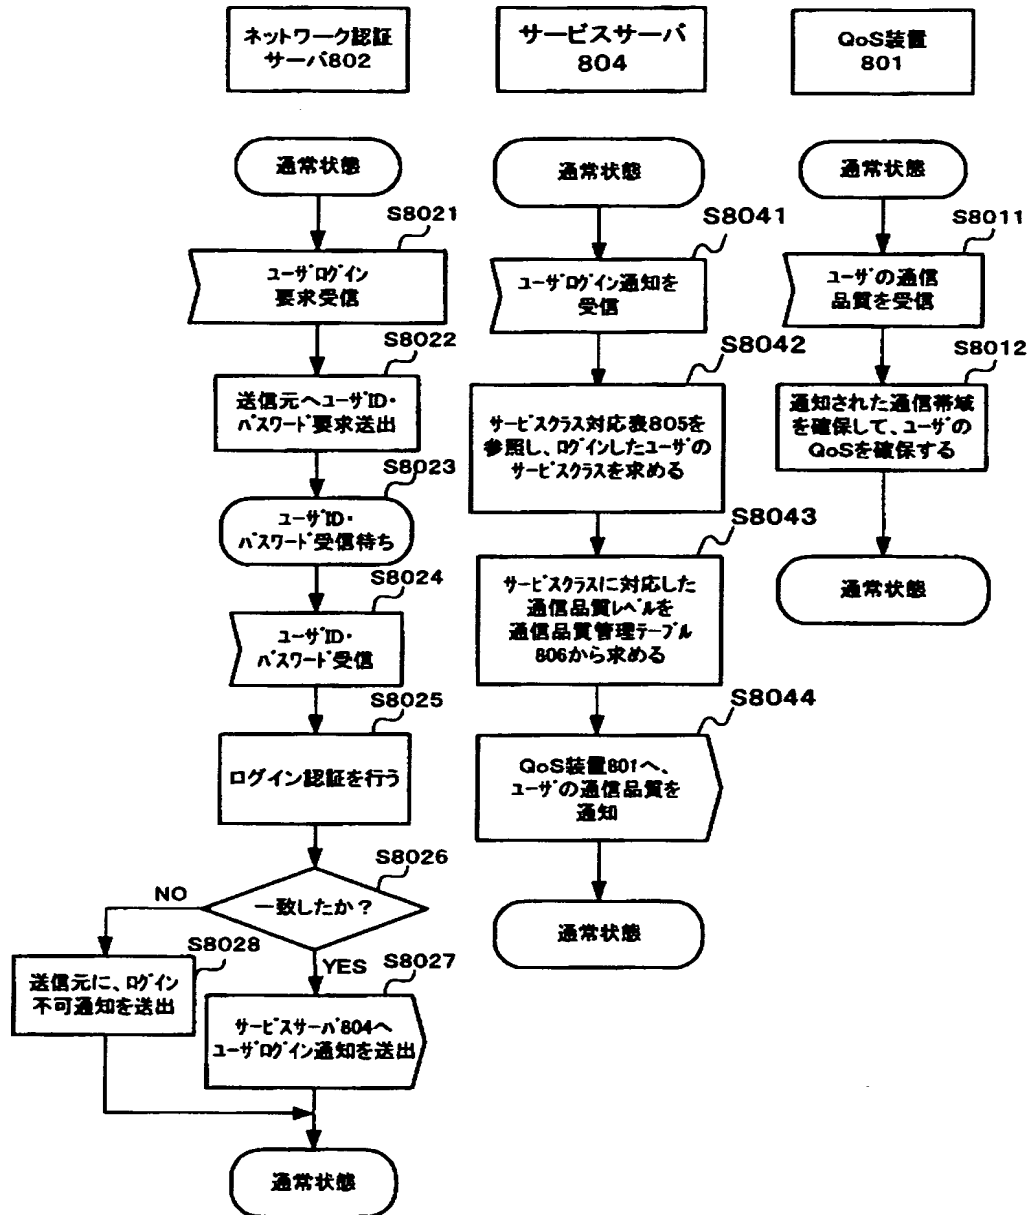 ネットワーク認証
サーバ802
サービスサーバ
804
QoS装置
801
通常状態
S8021
ユーザログイン
要求受信
S8022
送信元へユーザID・
パスワード要求送出
S8023
ユーザID・
パスワード受信待ち
S8024
ユーザID・
パスワード受信
S8025
ログイン認証を行う
S8026
一致したか?
NO
YES
S8028
送信元に、ログイン
不可通知を送出
S8027
サービスサーバ804へ
ユーザログイン通知を送出
通常状態
通常状態
S8041
ユーザログイン通知を
受信
S8042
サービスクラス対応表805を
参照し、ログインしたユーザの
サービスクラスを求める
S8043
サービスクラスに対応した
通信品質レベルを
通信品質管理テーブル
806から求める
S8044
QoS装置801へ、
ユーザの通信品質を
通知
通常状態
通常状態
S8011
ユーザの通信
品質を受信
S8012
通知された通信帯域
を確保して、ユーザの
QoSを確保する
通常状態